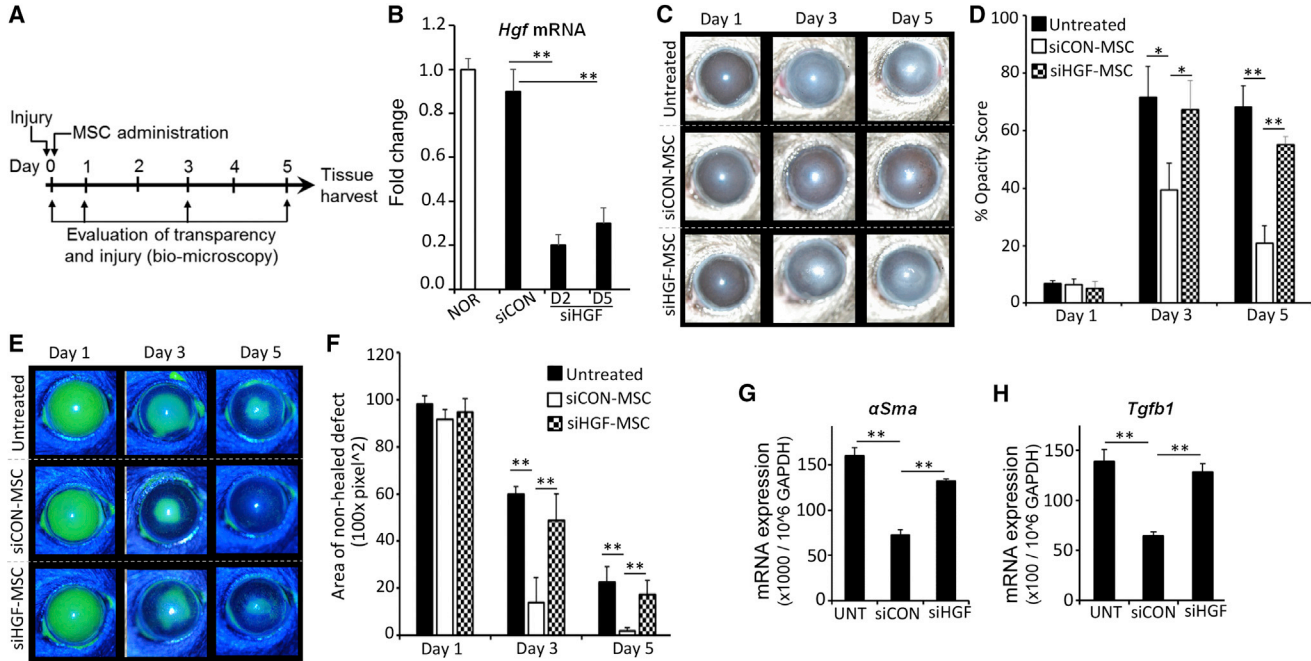 A
Injury
MSC administration
Day 0 1 2 3 4 5
Tissue
harvest
Evaluation of transparency
and injury (bio-microscopy)
B
Hgf mRNA
**
**
Fold change
1.0
1.2
0.6
0.4
0.2
0.0
NOR
siCON
D2 D5
siHGF
C
Day 1 Day 3 Day 5
Untreated
siCON-MSC
siHGF-MSC
D
Untreated
siCON-MSC
siHGF-MSC
% Opacity Score
100
80
60
40
20
0
* * ** **
Day 1 Day 3 Day 5
E
Day 1 Day 3 Day 5
Untreated
siCON-MSC
siHGF-MSC
F
Untreated
siCON-MSC
siHGF-MSC
Area of non-healed defect
(100x pixel^2)
120
100
80
60
40
20
0
** ** ** **
Day 1 Day 3 Day 5
G
αSma
** **
mRNA expression
(x1000 / 10^6 GAPDH)
150
100
50
0
UNT siCON siHGF
H
Tgfb1
** **
mRNA expression
(x100 / 10^6 GAPDH)
150
100
50
0
UNT siCON siHGF